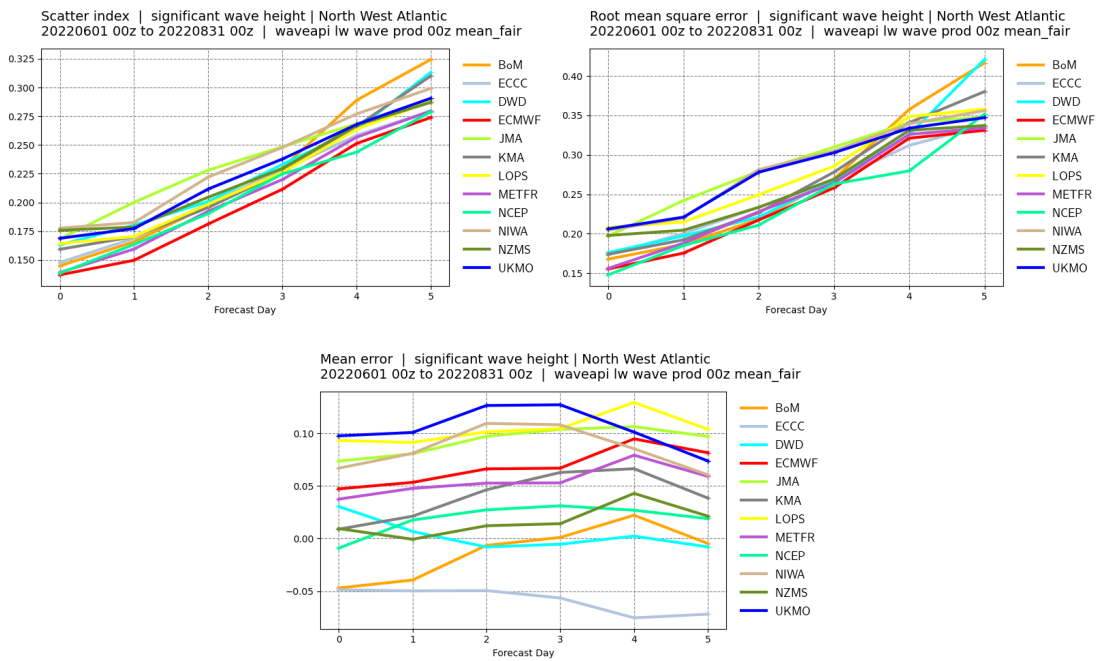 Scatter index | significant wave height | North West Atlantic
20220601 00z to 20220831 00z | waveapi lw wave prod 00z mean_fair
0.325
0.300
0.275
0.250
0.225
0.200
0.175
0.150
0 1 2 3 4 5
Forecast Day
BoM
ECCC
DWD
ECMWF
JMA
KMA
LOPS
METFR
NCEP
NIWA
NZMS
UKMO
Root mean square error | significant wave height | North West Atlantic
20220601 00z to 20220831 00z | waveapi lw wave prod 00z mean_fair
0.40
0.35
0.30
0.25
0.20
0.15
0 1 2 3 4 5
Forecast Day
BoM
ECCC
DWD
ECMWF
JMA
KMA
LOPS
METFR
NCEP
NIWA
NZMS
UKMO
Mean error | significant wave height | North West Atlantic
20220601 00z to 20220831 00z | waveapi lw wave prod 00z mean_fair
0.10
0.05
0.00
−0.05
0 1 2 3 4 5
Forecast Day
BoM
ECCC
DWD
ECMWF
JMA
KMA
LOPS
METFR
NCEP
NIWA
NZMS
UKMO